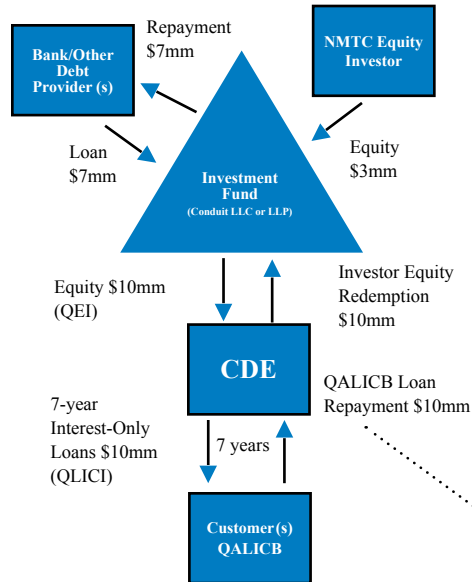 Repayment
$7mm
Bank/Other
Debt
Provider (s)
NMTC Equity
Investor
Loan
$7mm
Equity
$3mm
Investment
Fund
(Conduit LLC or LLP)
Equity $10mm
(QEI)
Investor Equity
Redemption
$10mm
CDE
QALICB Loan
Repayment $10mm
7-year
Interest-Only
Loans $10mm
(QLICI)
7 years
Customer(s)
QALICB